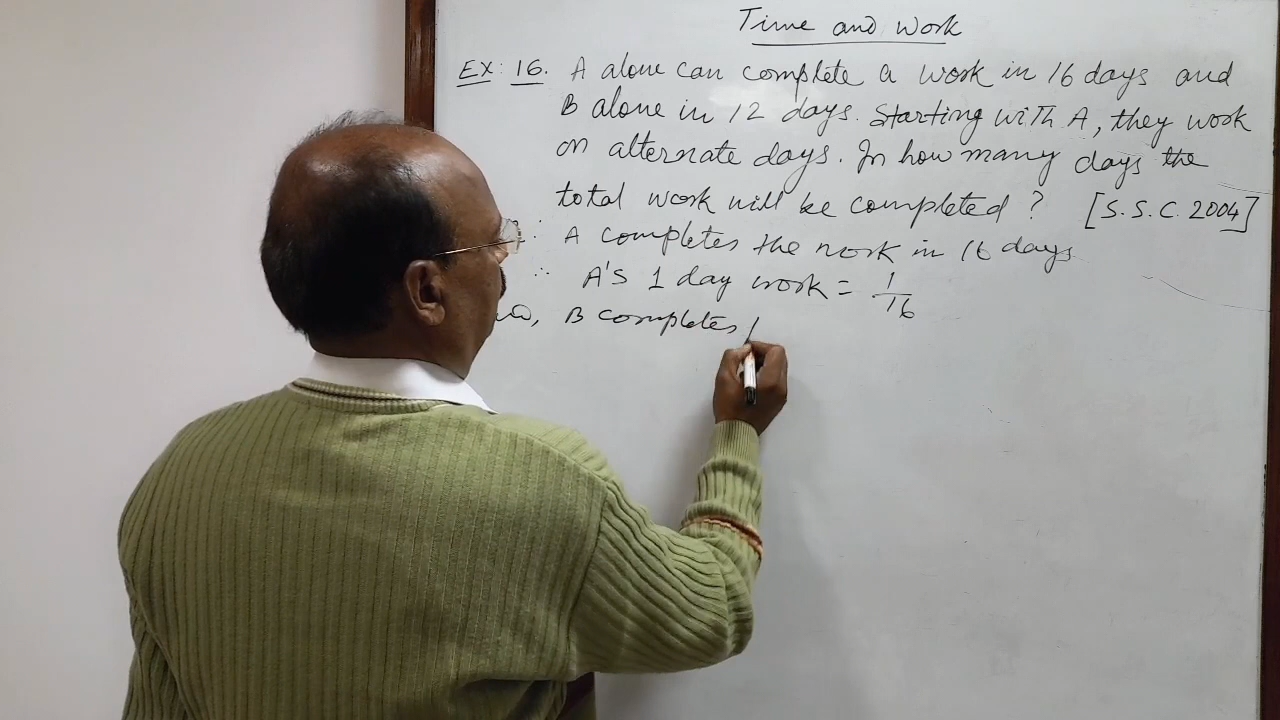 Time and Work
EX: 16. A alone can complete a work in 16 days and
B alone in 12 days. Starting with A, they work
on alternate days. In how many days the
total work will be completed ? [S.S.C. 2004]
∵ A completes the work in 16 days
∴ A's 1 day work = 1/16
B completes